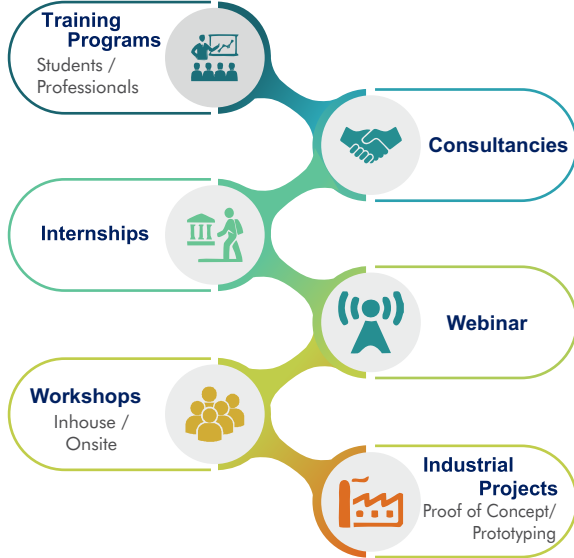 Training
Programs
Students /
Professionals
Consultancies
Internships
Webinar
Workshops
Inhouse /
Onsite
Industrial
Projects
Proof of Concept/
Prototyping